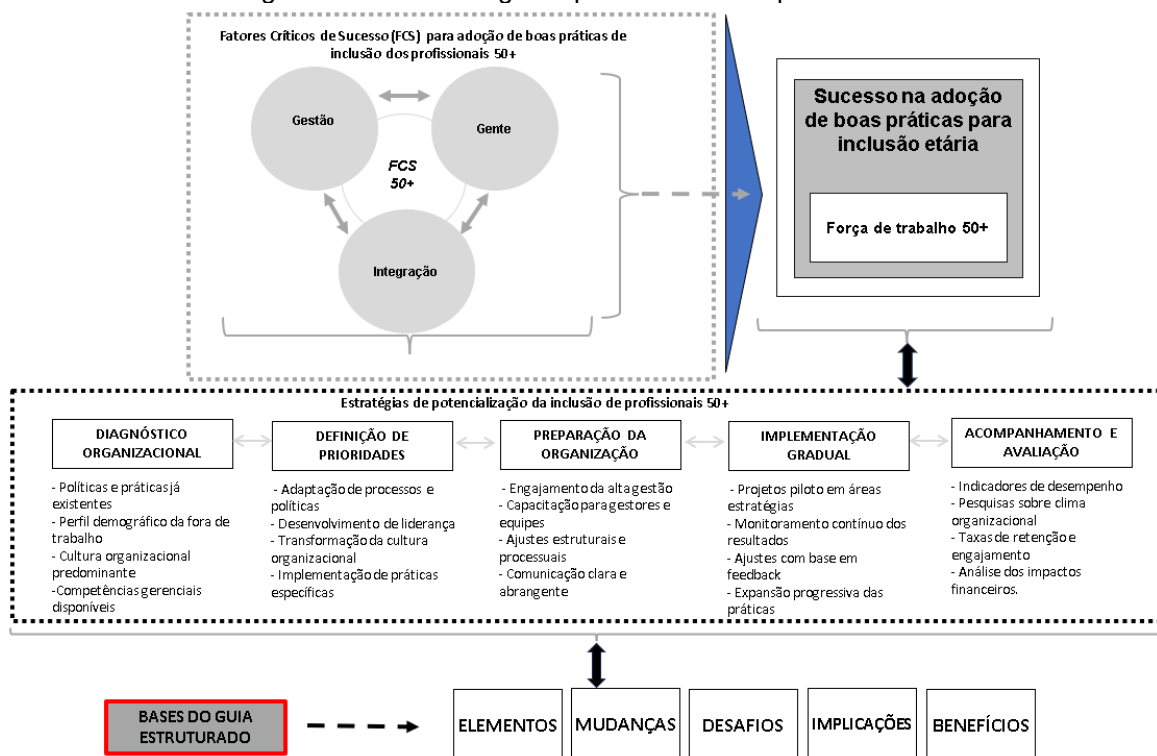 Fatores Críticos de Sucesso (FCS) para adoção de boas práticas de
inclusão dos profissionais 50+
Gestão
Gente
FCS
50+
Integração
Sucesso na adoção
de boas práticas para
inclusão etária
Força de trabalho 50+
Estratégias de potencialização da inclusão de profissionais 50+
DIAGNÓSTICO
ORGANIZACIONAL
- Políticas e práticas já
existentes
- Perfil demográfico da fora de
trabalho
- Cultura organizacional
predominante
-Competências gerenciais
disponíveis
DEFINIÇÃO DE
PRIORIDADES
- Adaptação de processos e
políticas
- Desenvolvimento de liderança
- Transformação da cultura
organizacional
- Implementação de práticas
específicas
PREPARAÇÃO DA
ORGANIZAÇÃO
- Engajamento da alta gestão
- Capacitação para gestores e
equipes
- Ajustes estruturais e
processuais
- Comunicação clara e
abrangente
IMPLEMENTAÇÃO
GRADUAL
- Projetos piloto em áreas
estratégias
- Monitoramento contínuo dos
resultados
- Ajustes com base em
feedback
- Expansão progressiva das
práticas
ACOMPANHAMENTO E
AVALIAÇÃO
- Indicadores de desempenho
- Pesquisas sobre clima
organizacional
- Taxas de retenção e
engajamento
- Análise dos impactos
financeiros.
BASES DO GUIA
ESTRUTURADO
ELEMENTOS
MUDANÇAS
DESAFIOS
IMPLICAÇÕES
BENEFÍCIOS